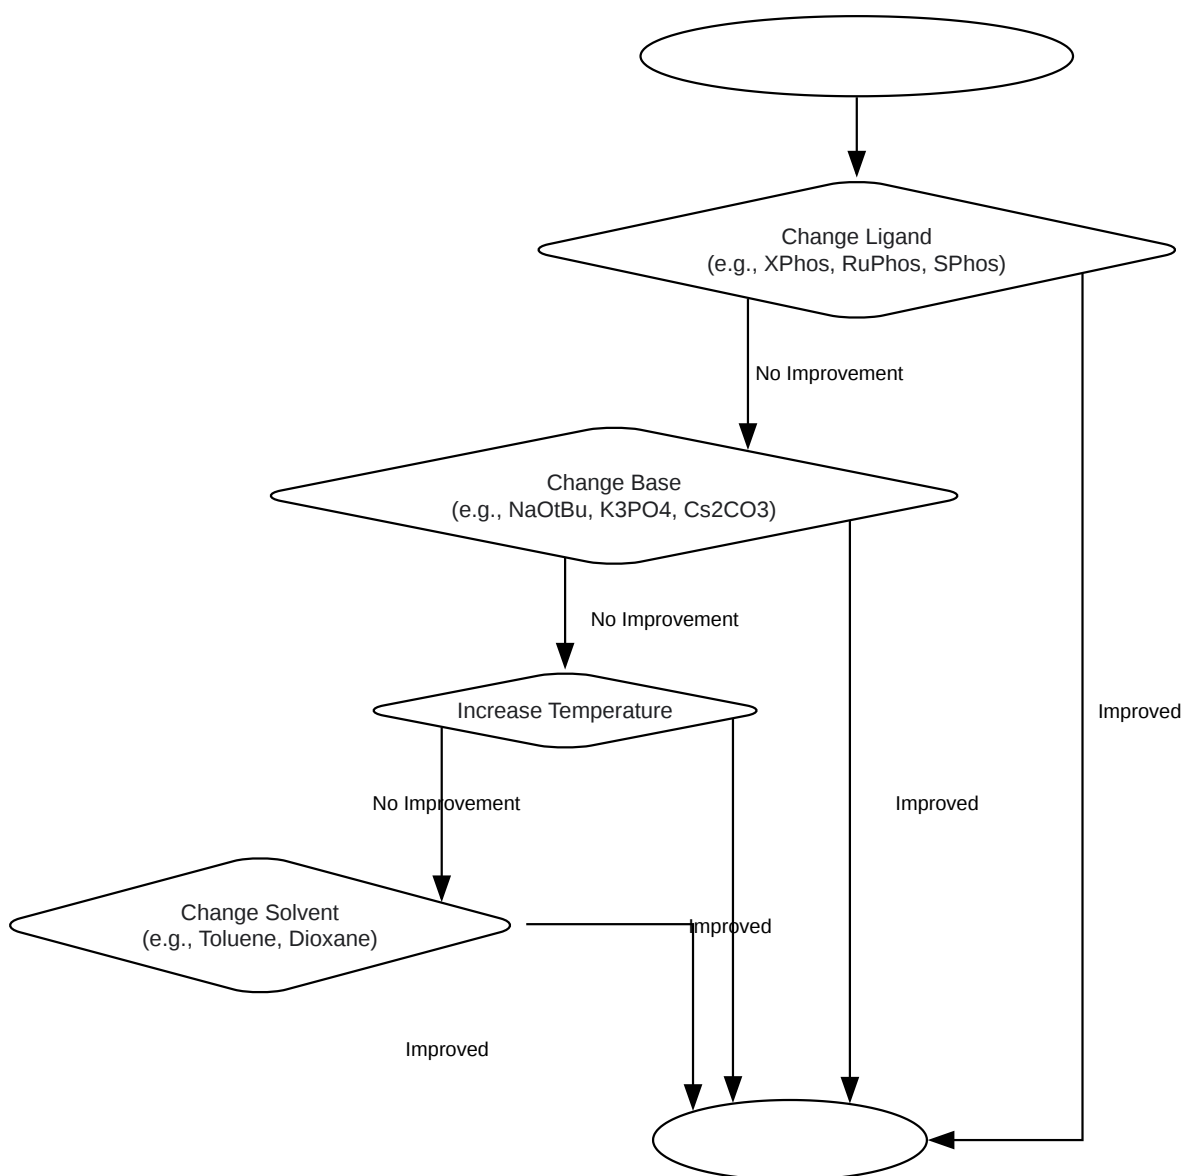 Change Ligand
(e.g., XPhos, RuPhos, SPhos)
No Improvement
Change Base
(e.g., NaOtBu, K3PO4, Cs2CO3)
No Improvement
Increase Temperature
Improved
No Improvement
Improved
Change Solvent
(e.g., Toluene, Dioxane)
Improved
Improved